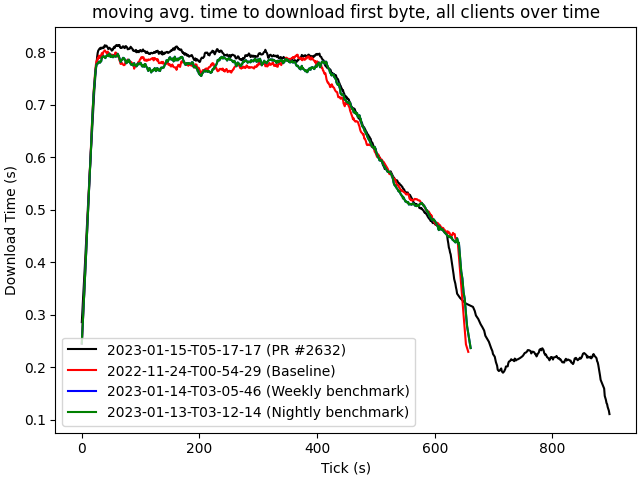 moving avg. time to download first byte, all clients over time
Download Time (s)
0.8
0.7
0.6
0.5
0.4
0.3
0.2
0.1
2023-01-15-T05-17-17 (PR #2632)
2022-11-24-T00-54-29 (Baseline)
2023-01-14-T03-05-46 (Weekly benchmark)
2023-01-13-T03-12-14 (Nightly benchmark)
0 200 400 600 800
Tick (s)